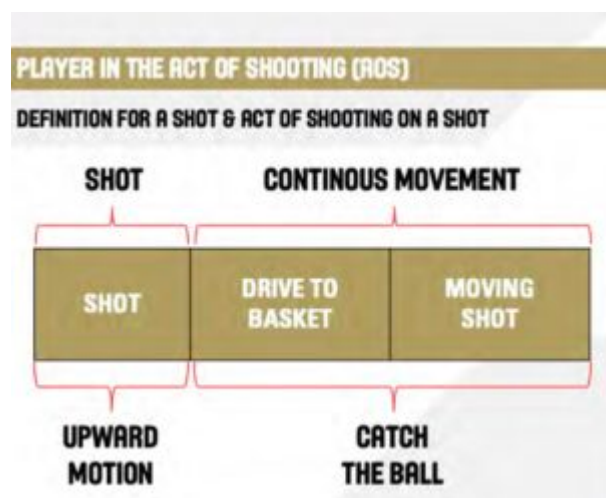 PLAYER IN THE ACT OF SHOOTING (AOS)
DEFINITION FOR A SHOT & ACT OF SHOOTING ON A SHOT
SHOT CONTINOUS MOVEMENT
SHOT
DRIVE TO
BASKET
MOVING
SHOT
UPWARD
MOTION
CATCH
THE BALL